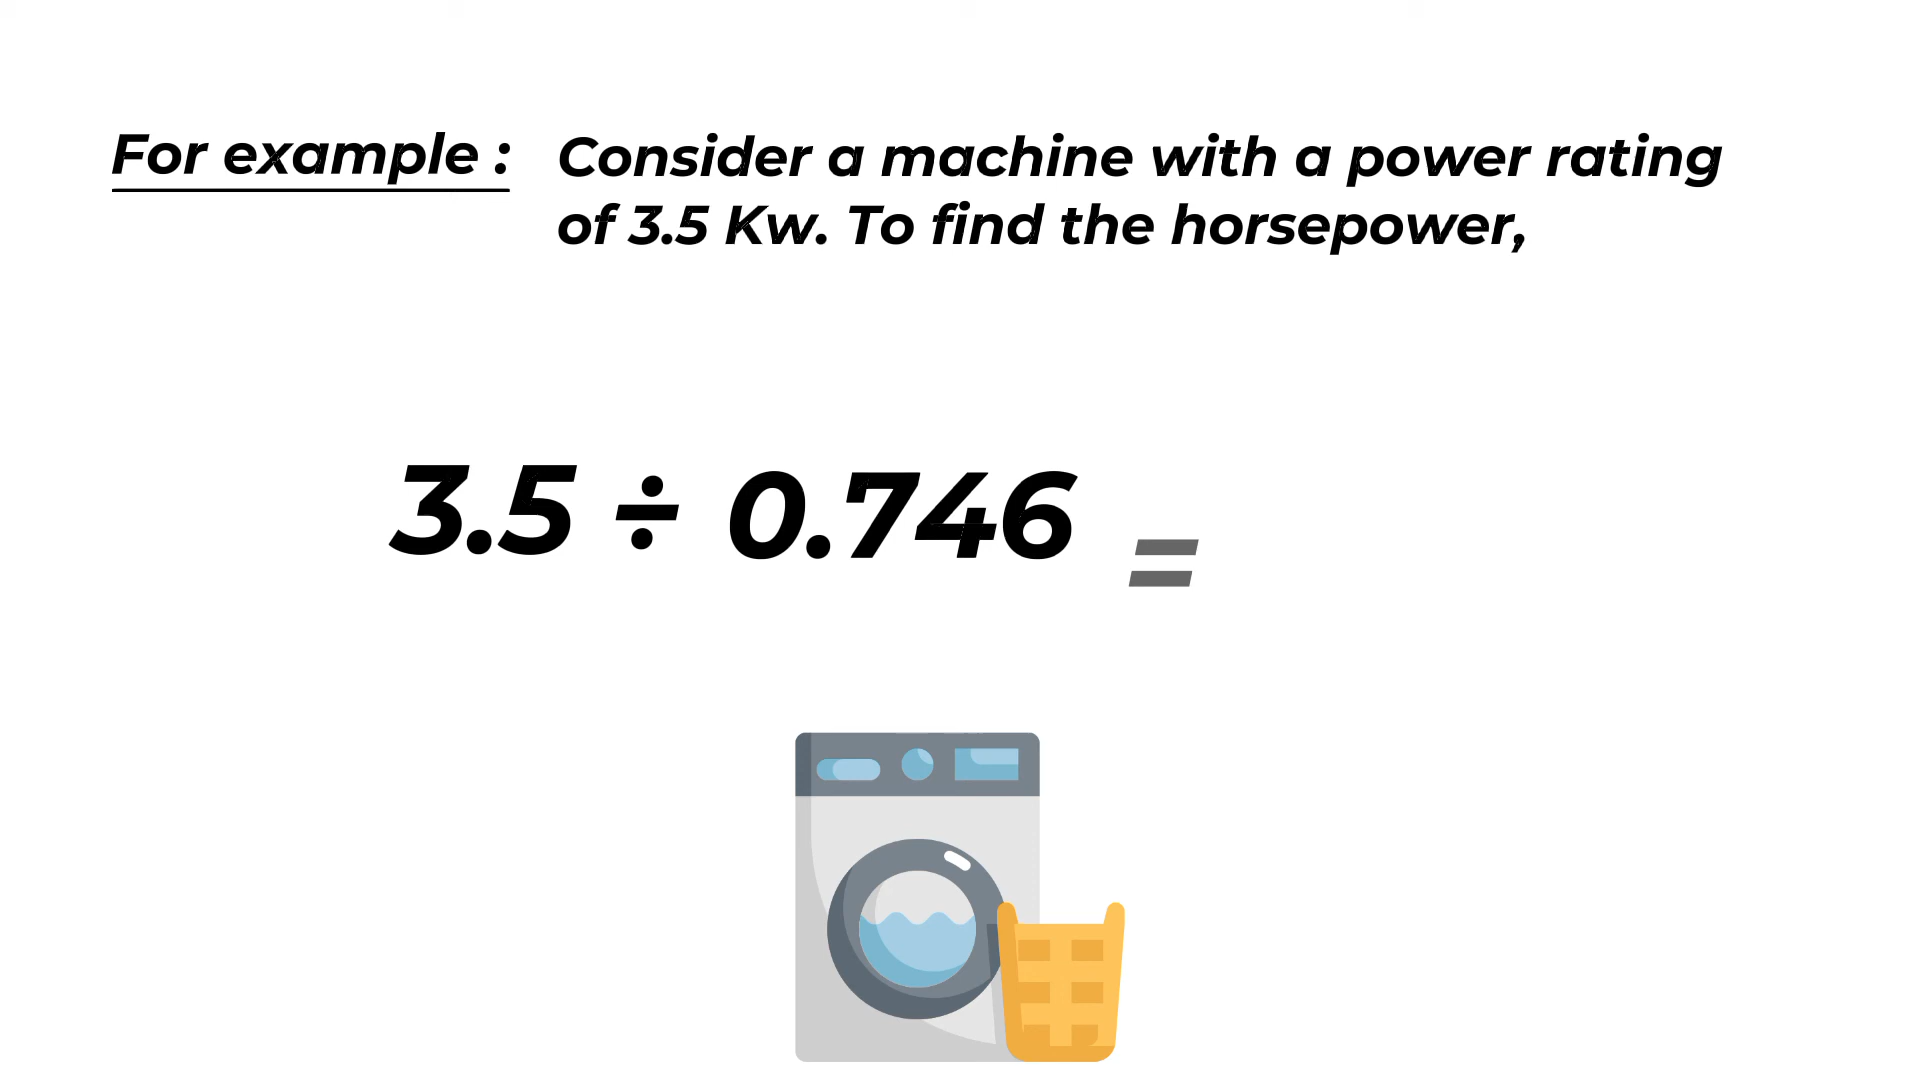 For example :
Consider a machine with a power rating
of 3.5 Kw. To find the horsepower,
3.5 ÷ 0.746 =